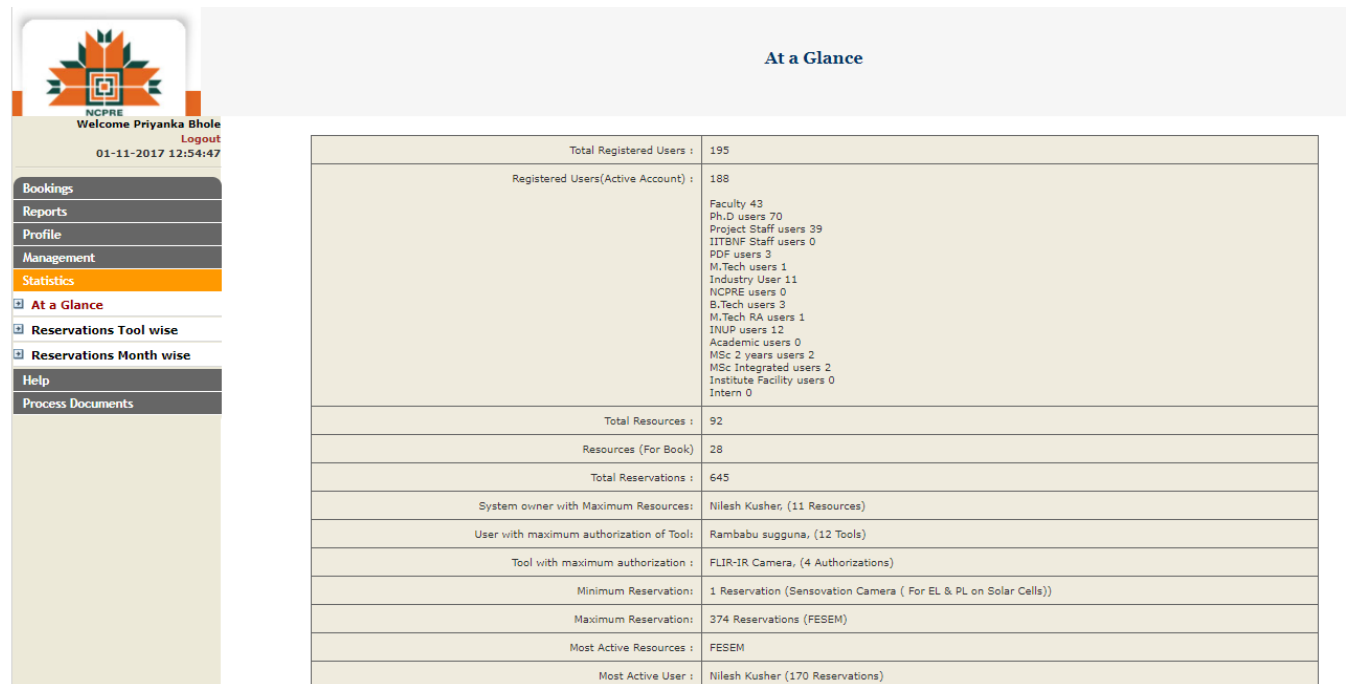 NCPRE
At a Glance
Welcome Priyanka Bhole
Logout
01-11-2017 12:54:47
Bookings
Reports
Profile
Management
Statistics
At a Glance
Reservations Tool wise
Reservations Month wise
Help
Process Documents
Total Registered Users : 195
Registered Users(Active Account) : 188
Faculty 43
Ph.D users 70
Project Staff users 39
IITBNF Staff users 0
PDF users 3
M.Tech users 1
Industry User 11
NCPRE users 0
B.Tech users 3
M.Tech RA users 1
INUP users 12
Academic users 0
MSc 2 years users 2
MSc Integrated users 2
Institute Facility users 0
Intern 0
Total Resources : 92
Resources (For Book) 28
Total Reservations : 645
System owner with Maximum Resources: Nilesh Kusher, (11 Resources)
User with maximum authorization of Tool: Rambabu sugguna, (12 Tools)
Tool with maximum authorization : FLIR-IR Camera, (4 Authorizations)
Minimum Reservation: 1 Reservation (Sensovation Camera ( For EL & PL on Solar Cells))
Maximum Reservation: 374 Reservations (FESEM)
Most Active Resources : FESEM
Most Active User : Nilesh Kusher (170 Reservations)